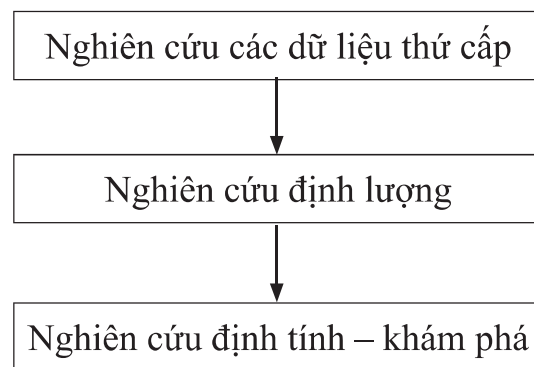 Nghiên cứu các dữ liệu thứ cấp
Nghiên cứu định lượng
Nghiên cứu định tính – khám phá